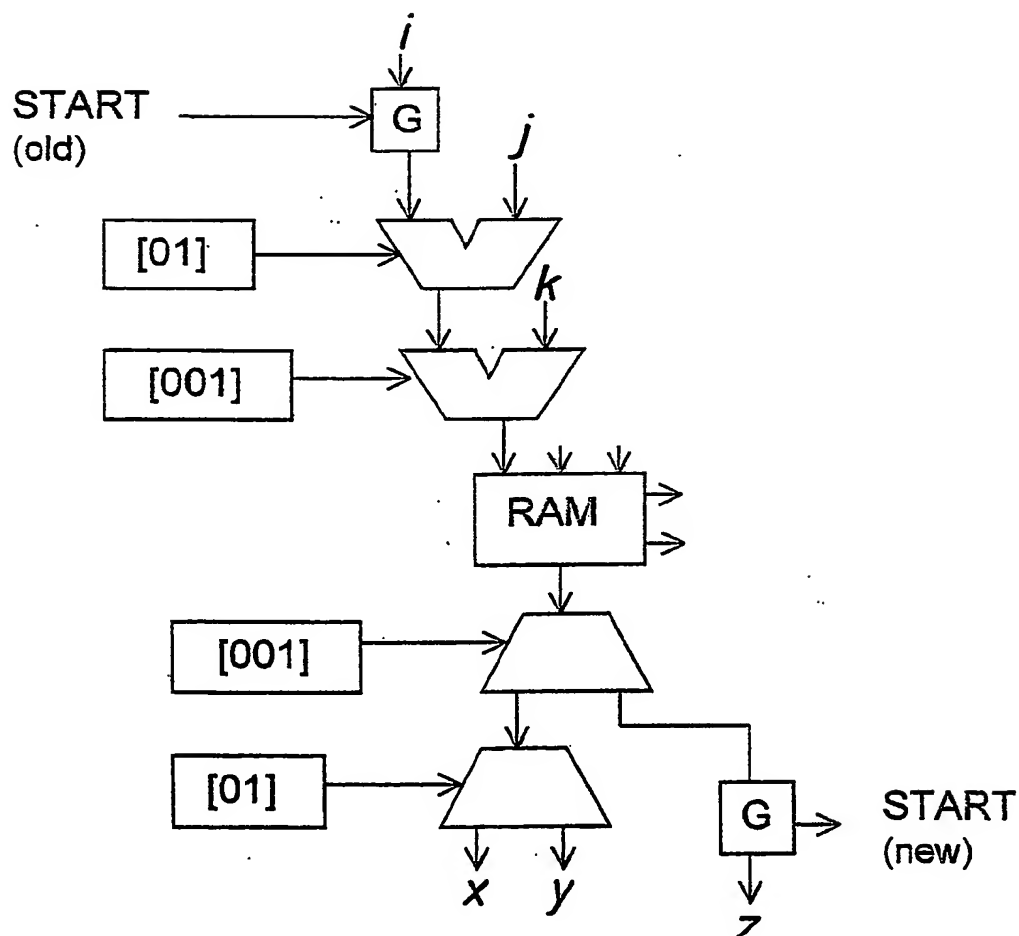 i
START
(old)
G
j
[01]
k
[001]
RAM
[001]
[01]
G
START
(new)
x
y
z